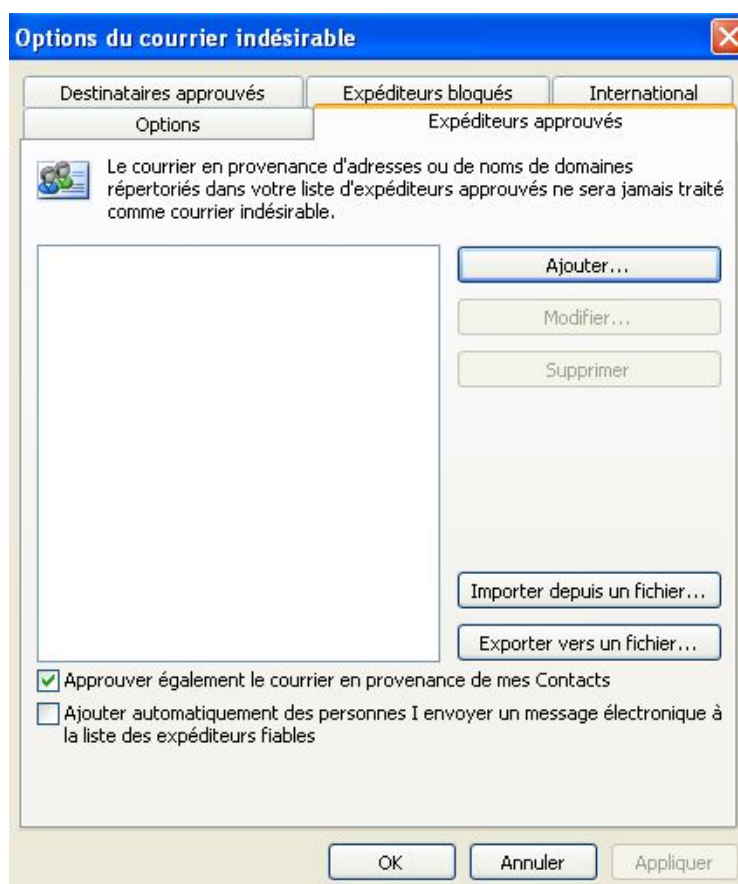 Options du courrier indésirable
Destinataires approuvés
Expéditeurs bloqués
International
Options
Expéditeurs approuvés
Le courrier en provenance d'adresses ou de noms de domaines
répertoriés dans votre liste d'expéditeurs approuvés ne sera jamais traité
comme courrier indésirable.
Ajouter...
Modifier...
Supprimer
Importer depuis un fichier...
Exporter vers un fichier...
Approuver également le courrier en provenance de mes Contacts
Ajouter automatiquement des personnes I envoyer un message électronique à
la liste des expéditeurs fiables
OK
Annuler
Appliquer